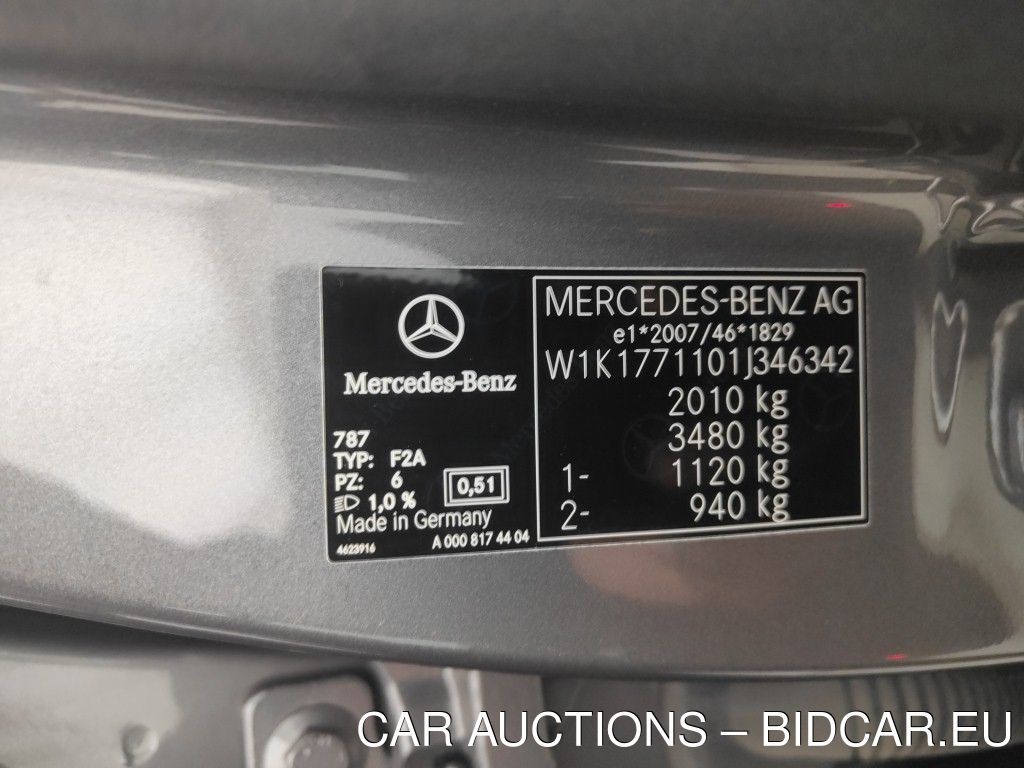 Mercedes-Benz
787
TYP: F2A
PZ: 6
1,0 %
0,51
Made in Germany
4623916
A 000 817 44 04
MERCEDES-BENZ AG
e1*2007/46*1829
W1K1771101J346342
2010 kg
3480 kg
1- 1120 kg
2- 940 kg
CAR AUCTIONS – BIDCAR.EU